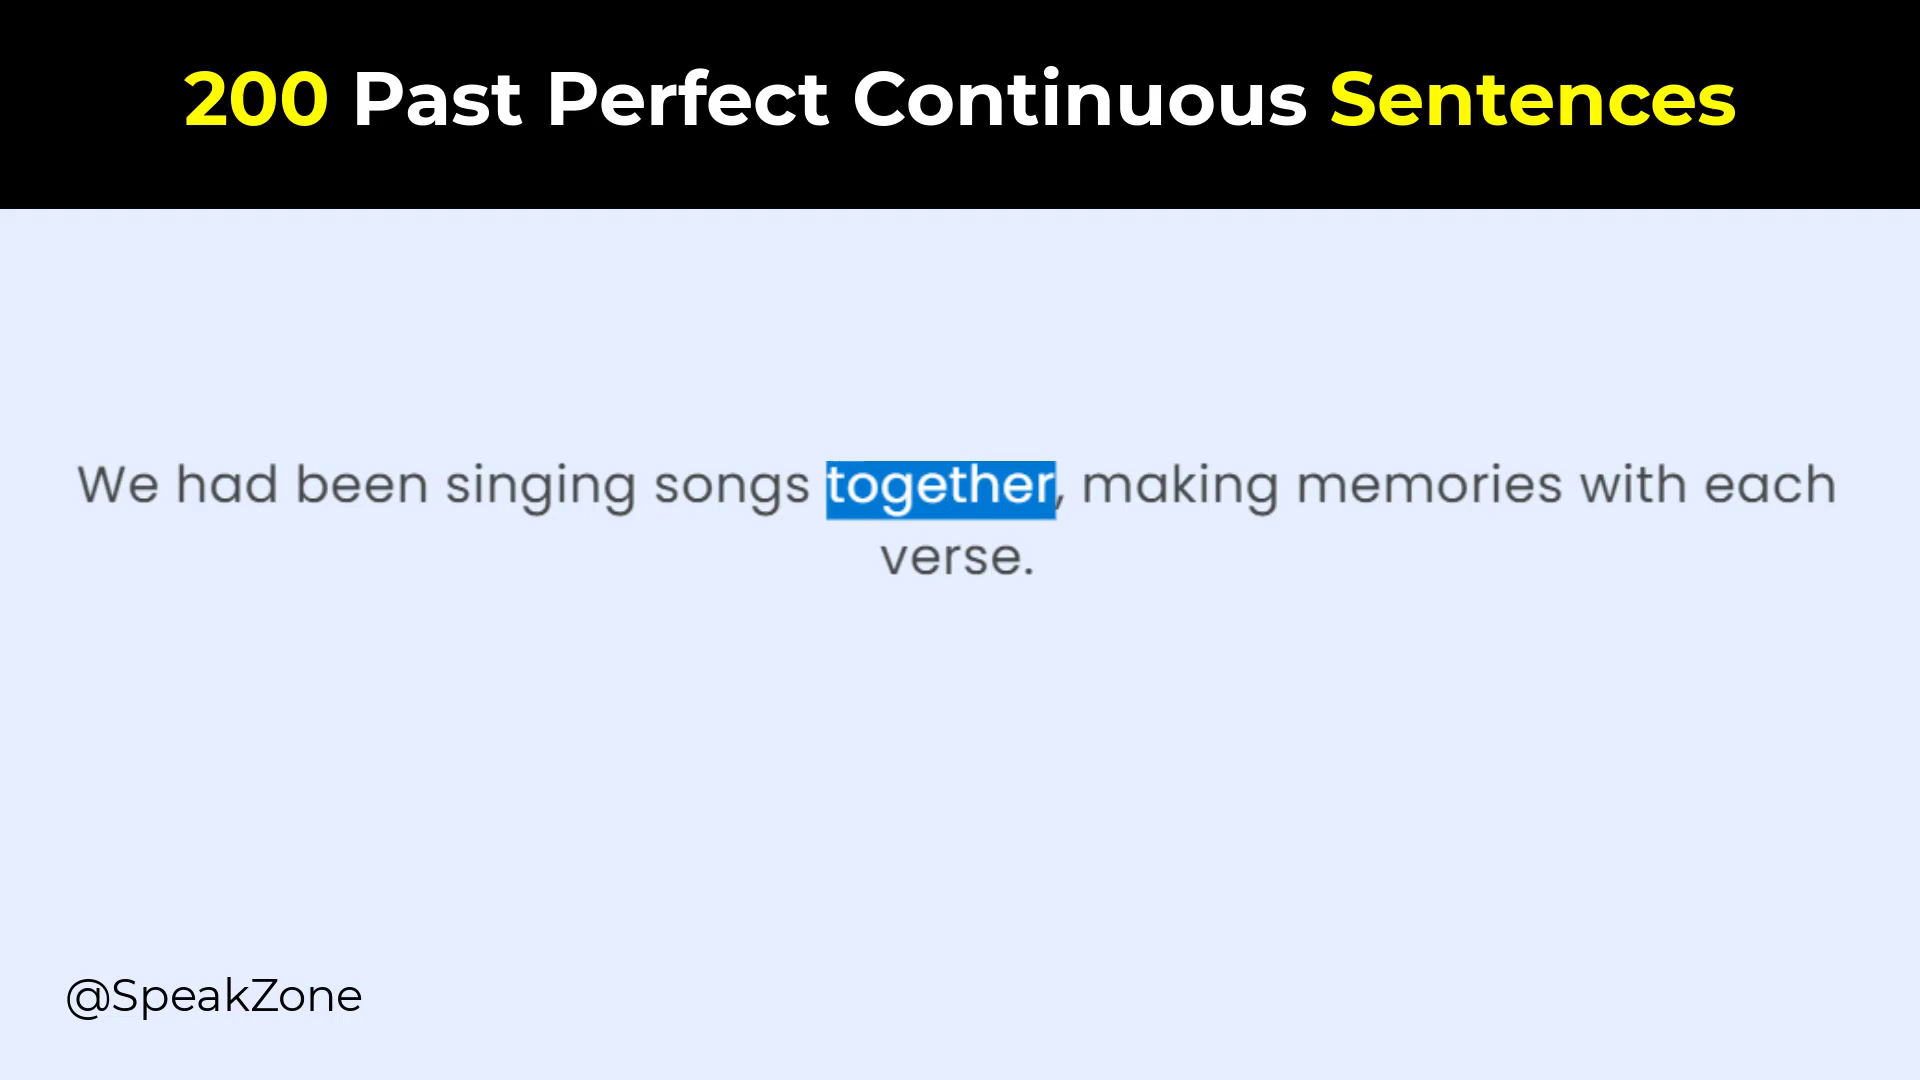 200 Past Perfect Continuous Sentences
We had been singing songs together, making memories with each
verse.
@SpeakZone